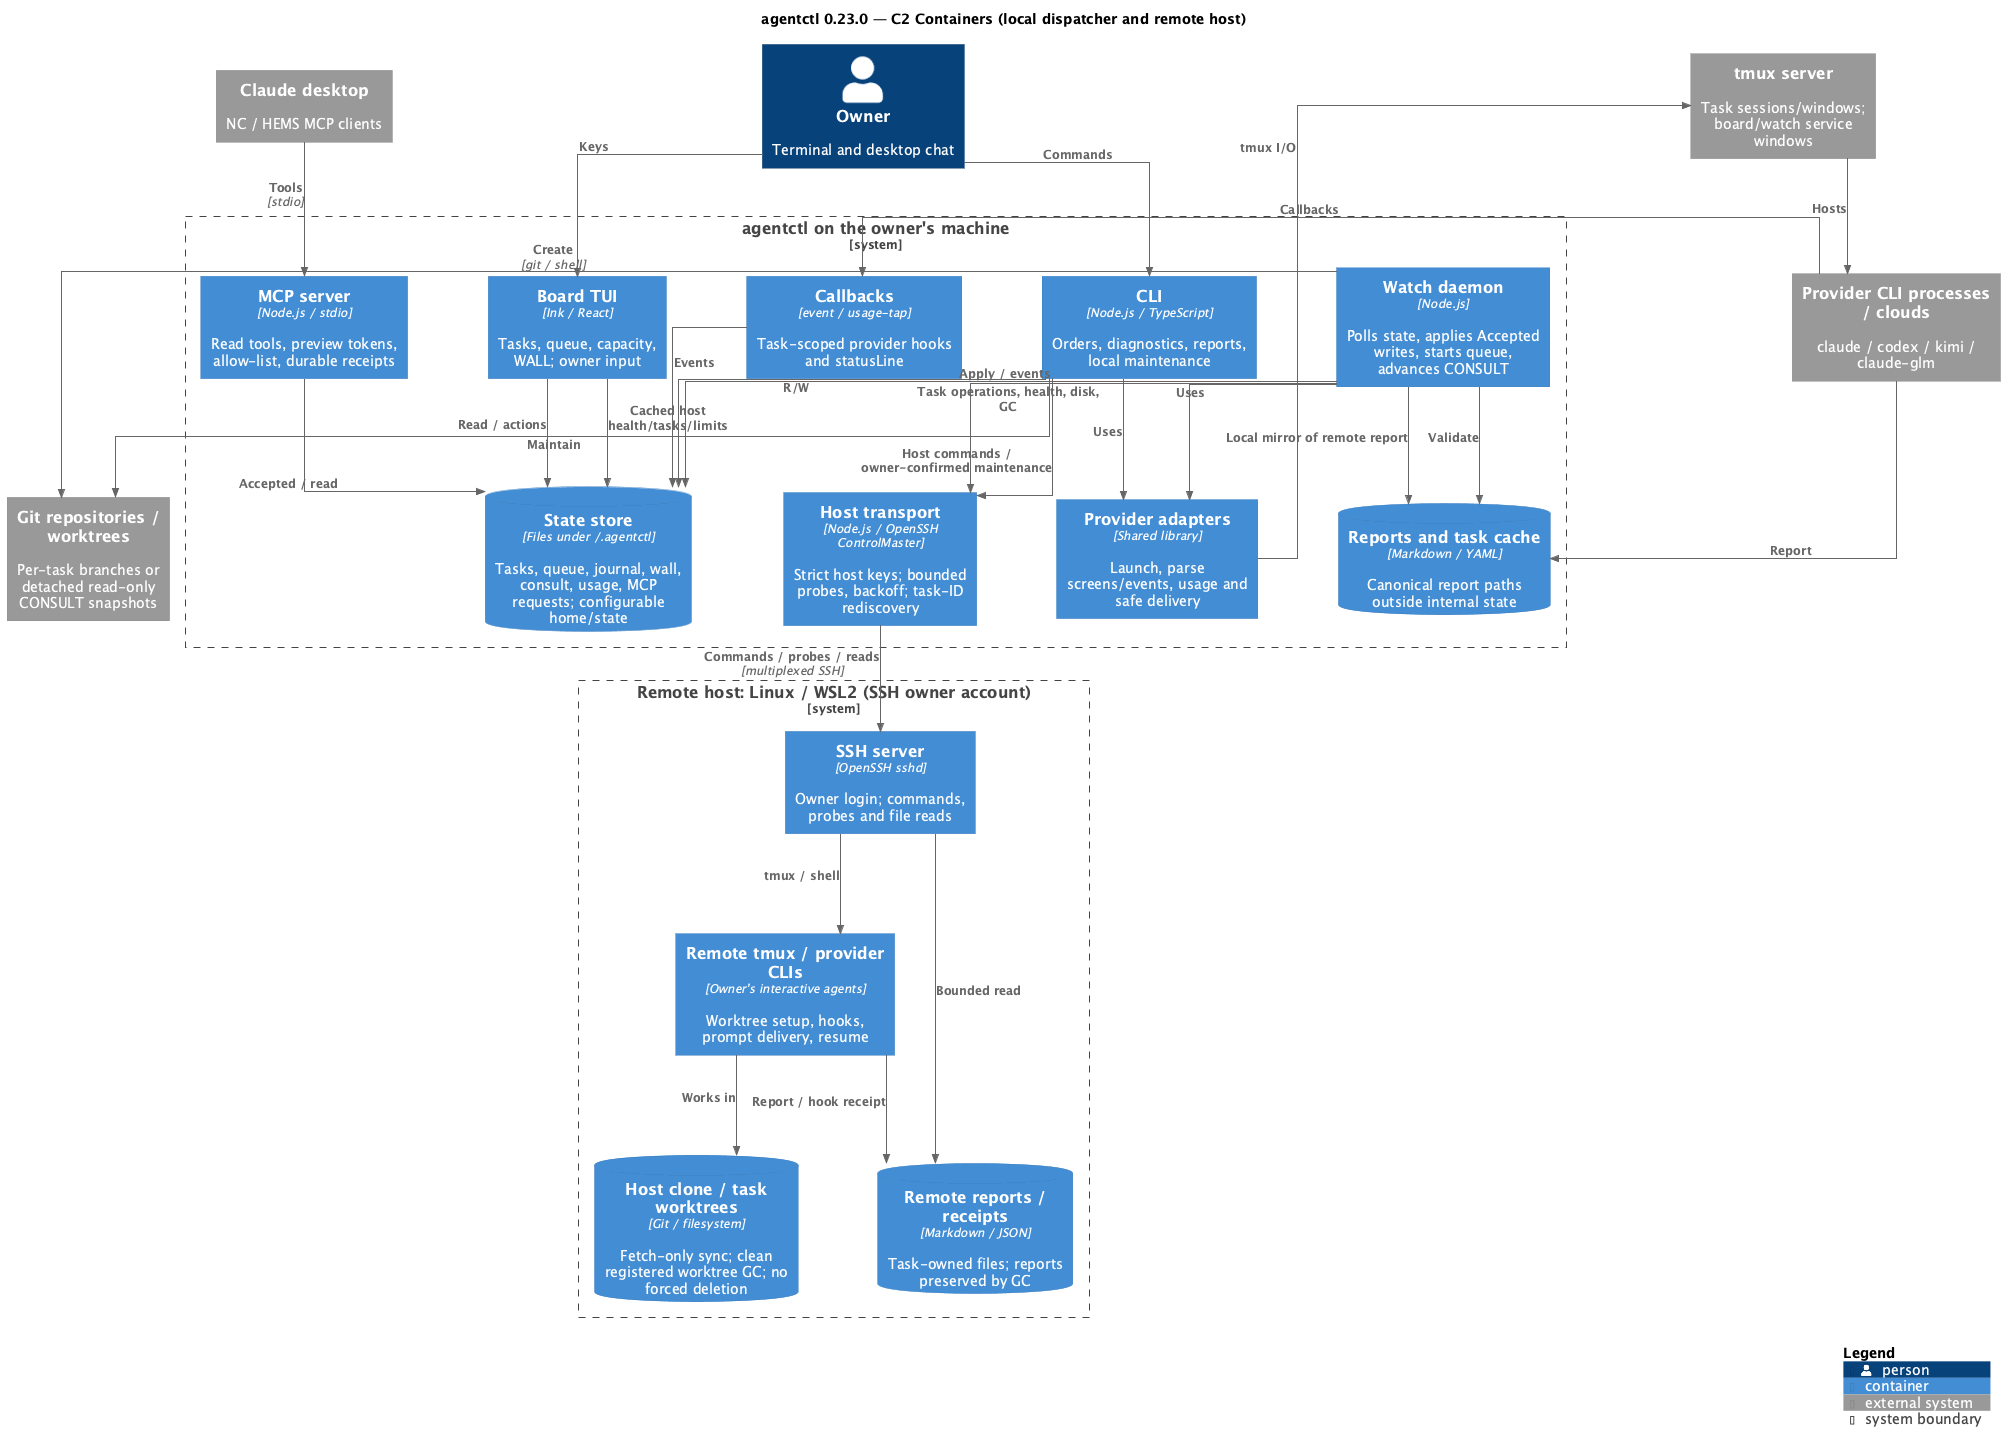 agentctl 0.23.0 — C2 Containers (local dispatcher and remote host)
Claude desktop
NC / HEMS MCP clients
Owner
Terminal and desktop chat
tmux server
Task sessions/windows;
board/watch service
windows
Keys
Commands
tmux I/O
Tools
[stdio]
Callbacks
Hosts
agentctl on the owner's machine
[system]
Create
[git / shell]
MCP server
[Node.js / stdio]
Read tools, preview tokens,
allow-list, durable receipts
Board TUI
[Ink / React]
Tasks, queue, capacity,
WALL; owner input
Callbacks
[event / usage-tap]
Task-scoped provider hooks
and statusLine
CLI
[Node.js / TypeScript]
Orders, diagnostics, reports,
local maintenance
Watch daemon
[Node.js]
Polls state, applies Accepted
writes, starts queue,
advances CONSULT
Provider CLI processes
/ clouds
claude / codex / kimi /
claude-glm
Events
Apply / events
R/W
Task operations, health, disk,
GC
Uses
Cached host
health/tasks/limits
Read / actions
Maintain
Uses
Local mirror of remote report
Validate
Host commands /
owner-confirmed maintenance
Accepted / read
Git repositories /
worktrees
Per-task branches or
detached read-only
CONSULT snapshots
State store
[Files under /.agentctl]
Tasks, queue, journal, wall,
consult, usage, MCP
requests; configurable
home/state
Host transport
[Node.js / OpenSSH
ControlMaster]
Strict host keys; bounded
probes, backoff; task-ID
rediscovery
Provider adapters
[Shared library]
Launch, parse
screens/events, usage and
safe delivery
Reports and task cache
[Markdown / YAML]
Canonical report paths
outside internal state
Report
Commands / probes / reads
[multiplexed SSH]
Remote host: Linux / WSL2 (SSH owner account)
[system]
SSH server
[OpenSSH sshd]
Owner login; commands,
probes and file reads
tmux / shell
Remote tmux / provider
CLIs
[Owner's interactive agents]
Worktree setup, hooks,
prompt delivery, resume
Bounded read
Works in
Report / hook receipt
Host clone / task
worktrees
[Git / filesystem]
Fetch-only sync; clean
registered worktree GC; no
forced deletion
Remote reports /
receipts
[Markdown / JSON]
Task-owned files; reports
preserved by GC
Legend
person
container
external system
system boundary